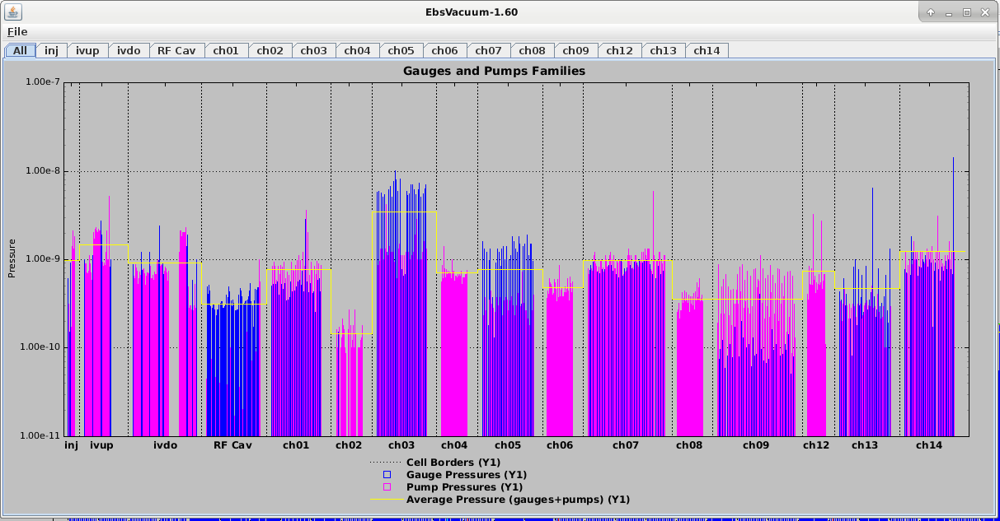 EbsVacuum-1.60
File
All inj ivup ivdo RF Cav ch01 ch02 ch03 ch04 ch05 ch06 ch07 ch08 ch09 ch12 ch13 ch14
Gauges and Pumps Families
1.00e-7
1.00e-8
1.00e-9
1.00e-10
1.00e-11
Pressure
inj ivup ivdo RF Cav ch01 ch02 ch03 ch04 ch05 ch06 ch07 ch08 ch09 ch12 ch13 ch14
Cell Borders (Y1)
Gauge Pressures (Y1)
Pump Pressures (Y1)
Average Pressure (gauges+pumps) (Y1)